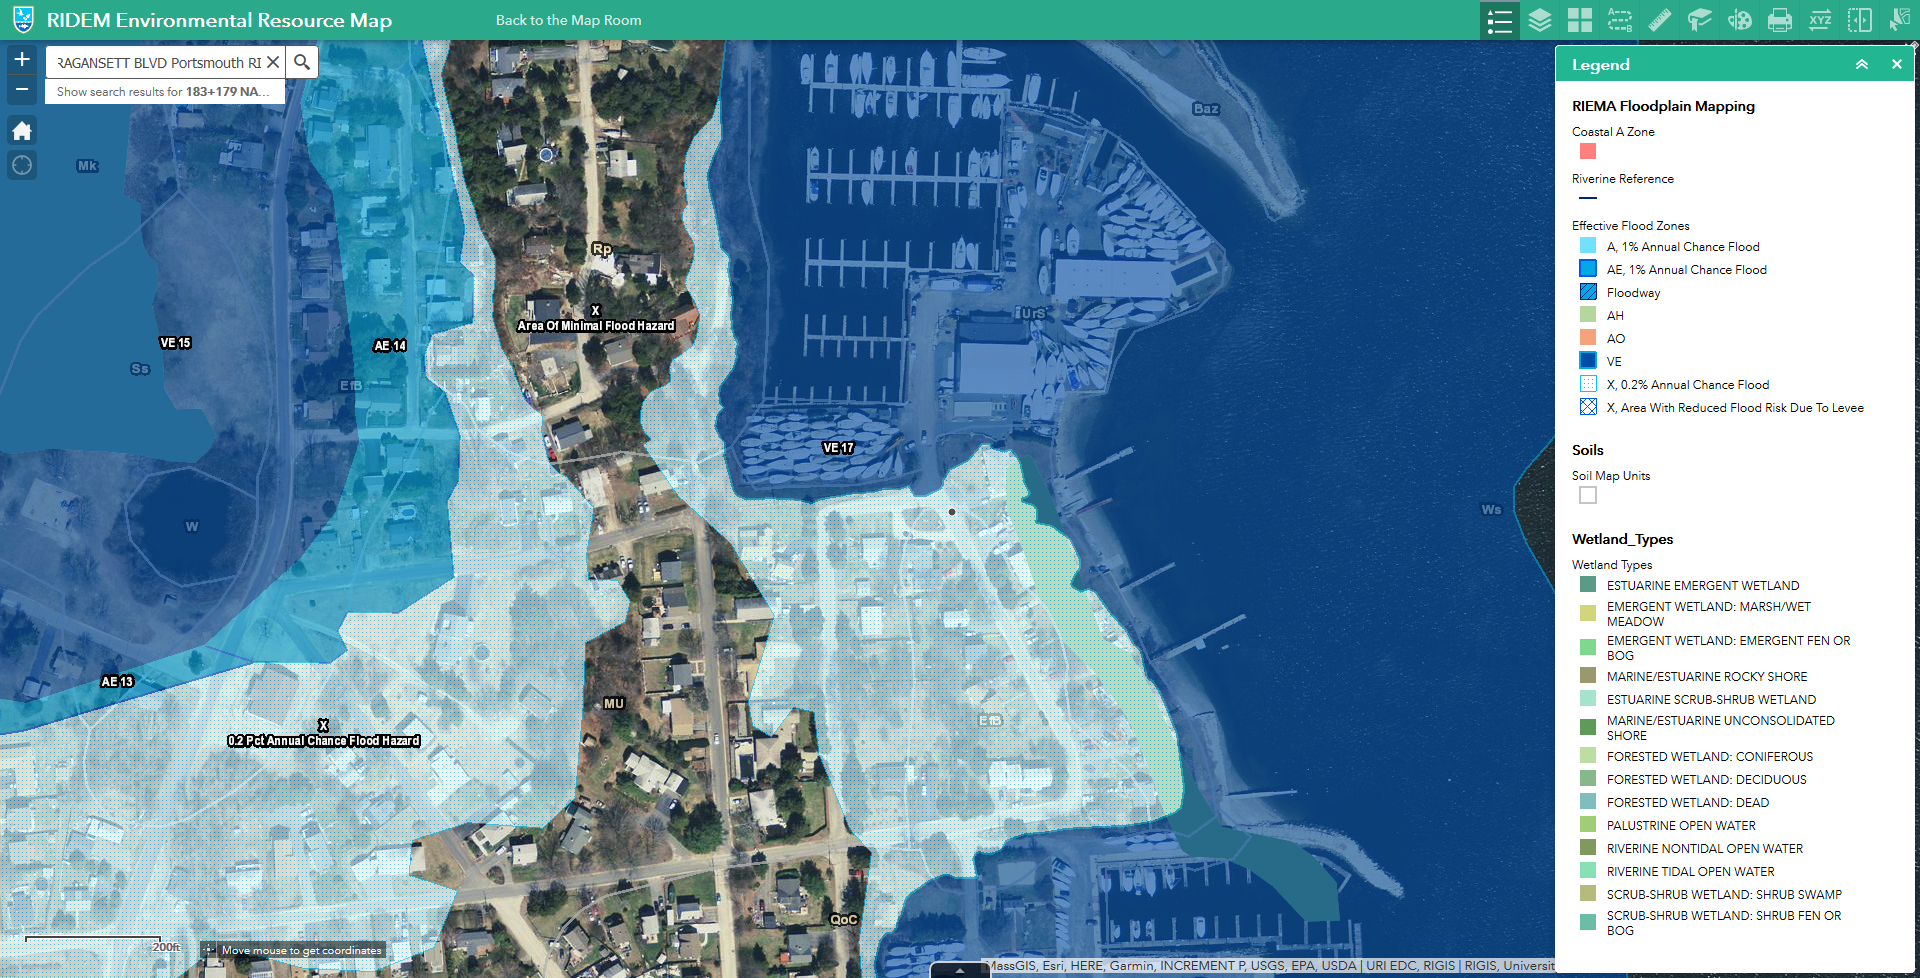 RIDEM Environmental Resource Map
Back to the Map Room
RAGANSETT BLVD Portsmouth RI
Show search results for 183+179 NA...
Mk
VE 15
Ss
AE 14
EfB
W
AE 13
X
0.2 Pct Annual Chance Flood Hazard
Rp
X
Area Of Minimal Flood Hazard
Baz
UrS
VE 17
Ws
MU
EfB
QoC
200ft
Move mouse to get coordinates
MassGIS, Esri, HERE, Garmin, INCREMENT P, USGS, EPA, USDA | URI EDC, RIGIS | RIGIS, Universit
Legend
RIEMA Floodplain Mapping
Coastal A Zone
Riverine Reference
Effective Flood Zones
A, 1% Annual Chance Flood
AE, 1% Annual Chance Flood
Floodway
AH
AO
VE
X, 0.2% Annual Chance Flood
X, Area With Reduced Flood Risk Due To Levee
Soils
Soil Map Units
Wetland_Types
Wetland Types
ESTUARINE EMERGENT WETLAND
EMERGENT WETLAND: MARSH/WET
MEADOW
EMERGENT WETLAND: EMERGENT FEN OR
BOG
MARINE/ESTUARINE ROCKY SHORE
ESTUARINE SCRUB-SHRUB WETLAND
MARINE/ESTUARINE UNCONSOLIDATED
SHORE
FORESTED WETLAND: CONIFEROUS
FORESTED WETLAND: DECIDUOUS
FORESTED WETLAND: DEAD
PALUSTRINE OPEN WATER
RIVERINE NONTIDAL OPEN WATER
RIVERINE TIDAL OPEN WATER
SCRUB-SHRUB WETLAND: SHRUB SWAMP
SCRUB-SHRUB WETLAND: SHRUB FEN OR
BOG
A
B
XYZ